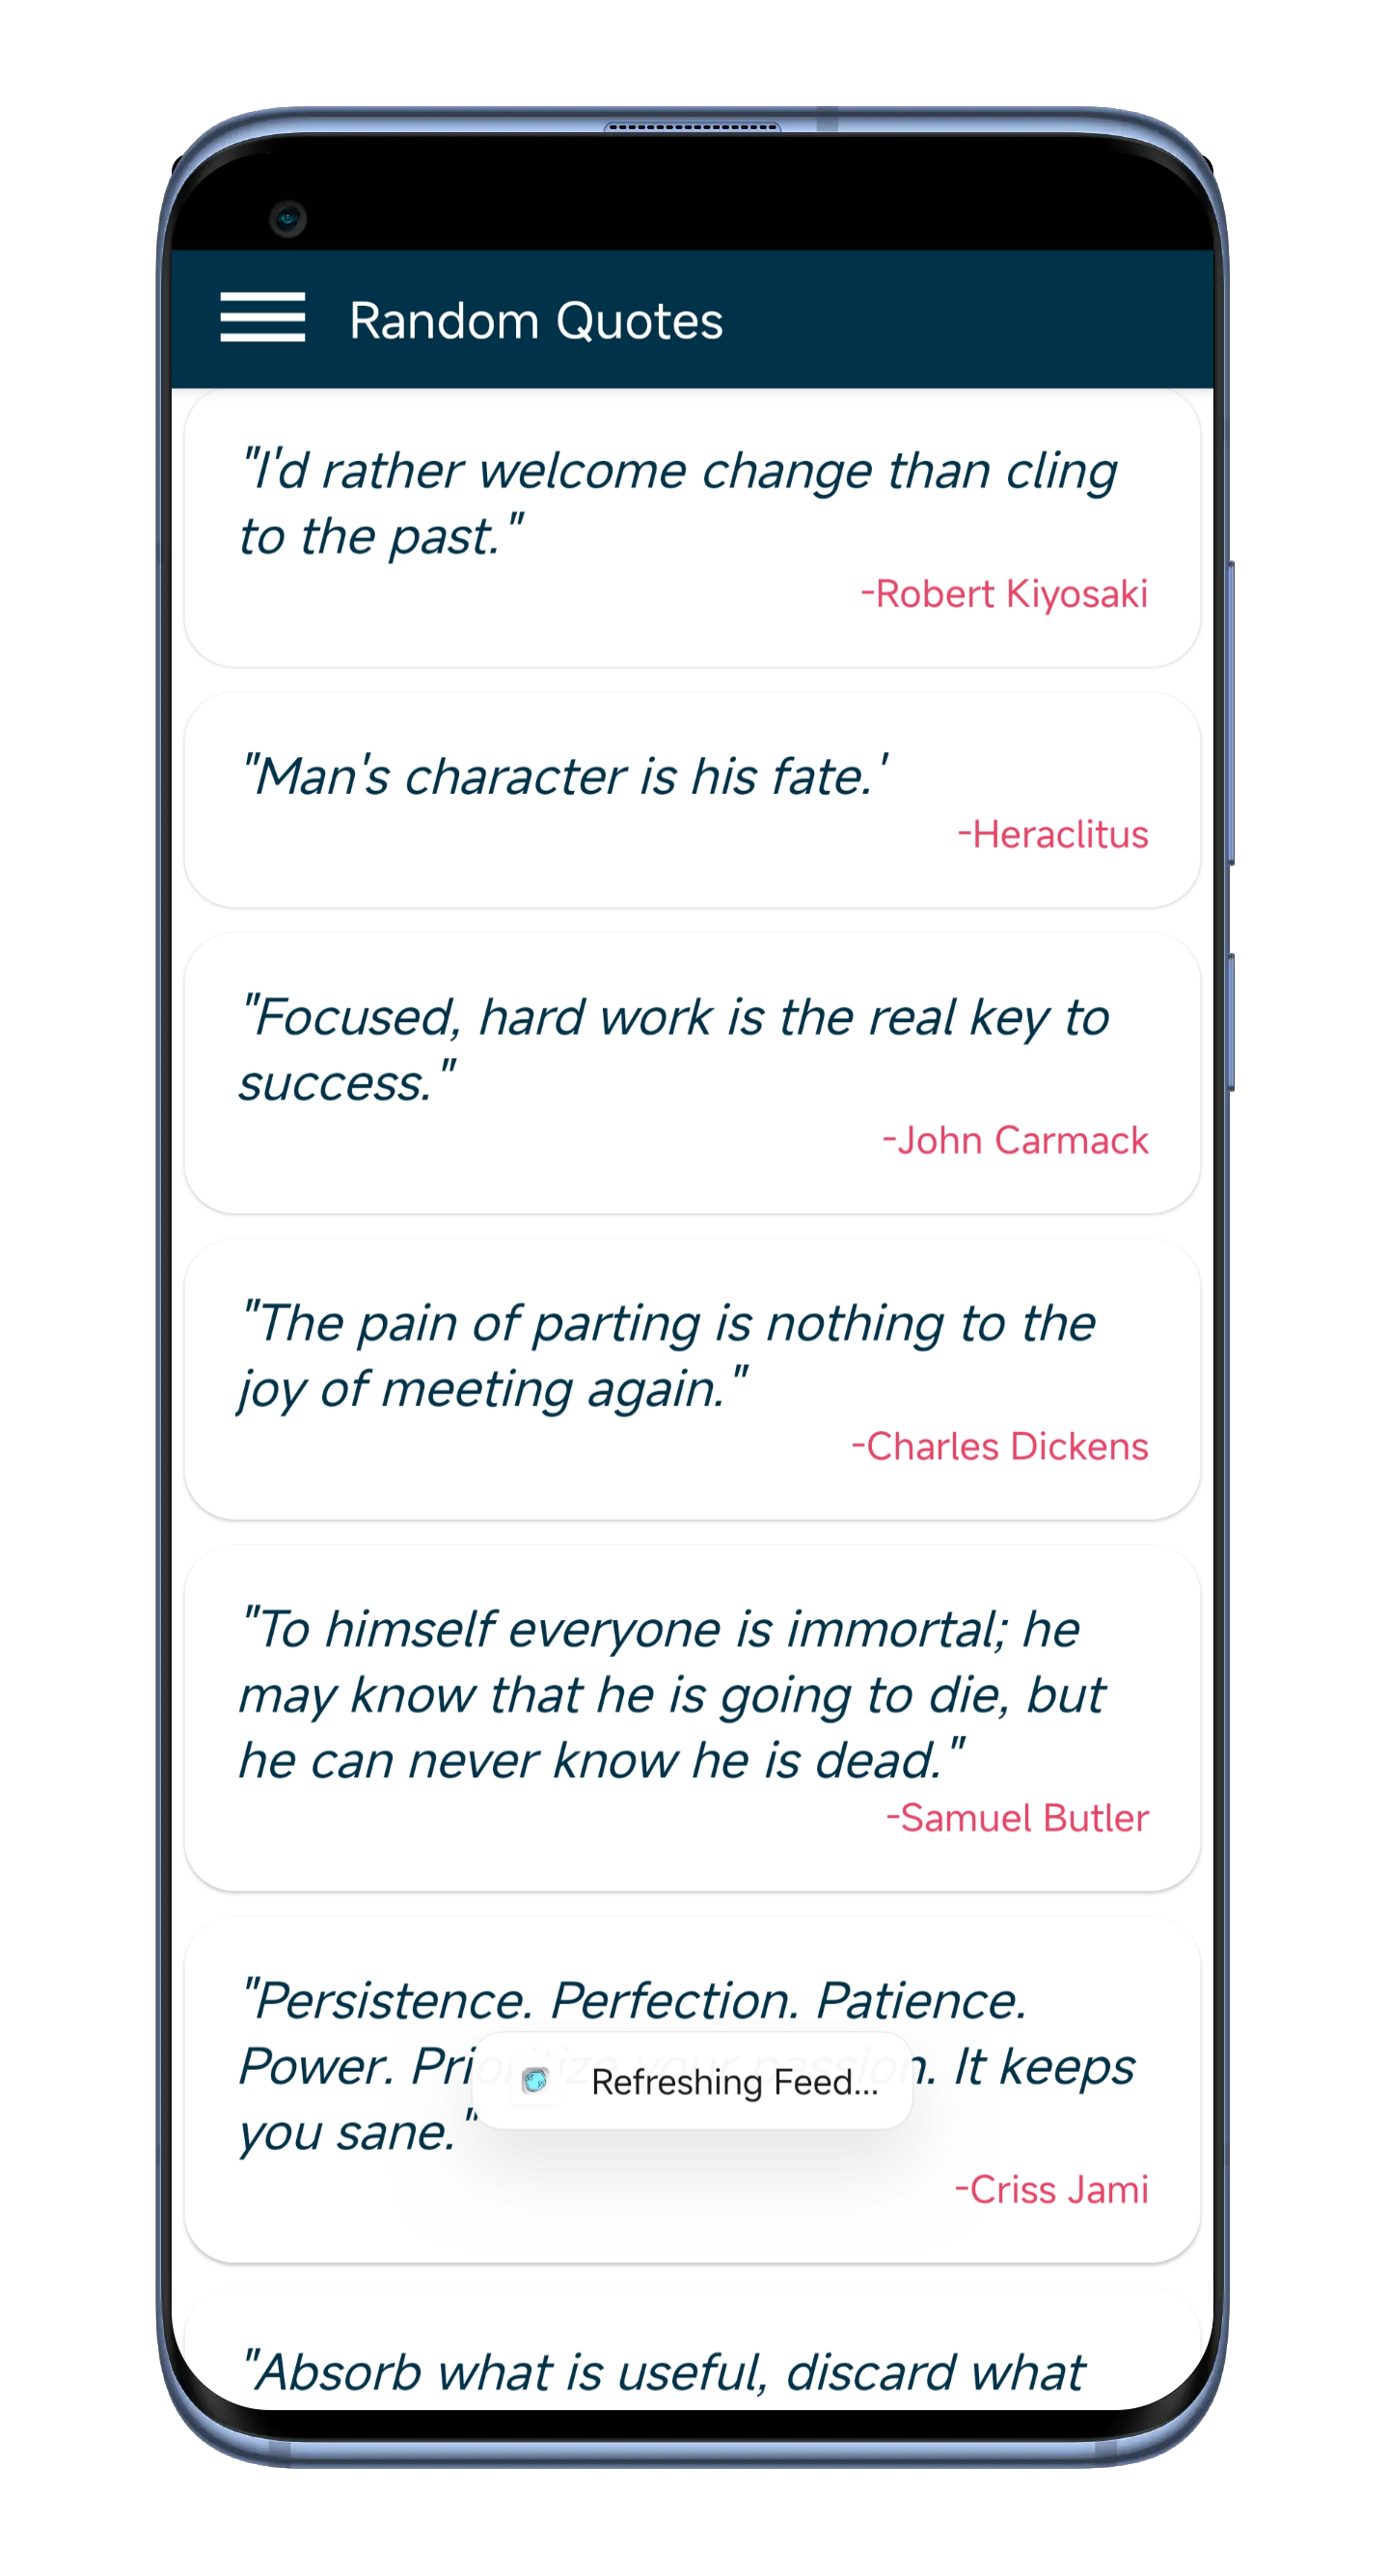 Random Quotes
"I'd rather welcome change than cling
to the past."
-Robert Kiyosaki
"Man's character is his fate.'
-Heraclitus
"Focused, hard work is the real key to
success."
-John Carmack
"The pain of parting is nothing to the
joy of meeting again."
-Charles Dickens
"To himself everyone is immortal; he
may know that he is going to die, but
he can never know he is dead."
-Samuel Butler
"Persistence. Perfection. Patience.
Power. Prioritize your passion. It keeps
Refreshing Feed...
you sane."
-Criss Jami
"Absorb what is useful, discard what